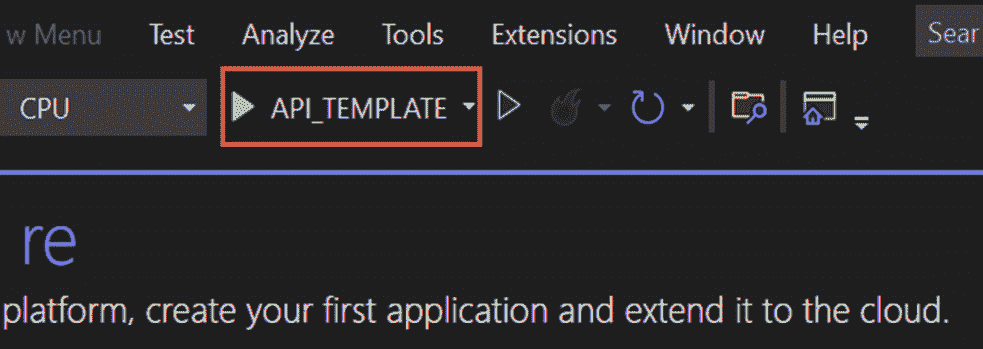 w Menu Test Analyze Tools Extensions Window Help Sear
CPU API_TEMPLATE
re
platform, create your first application and extend it to the cloud.